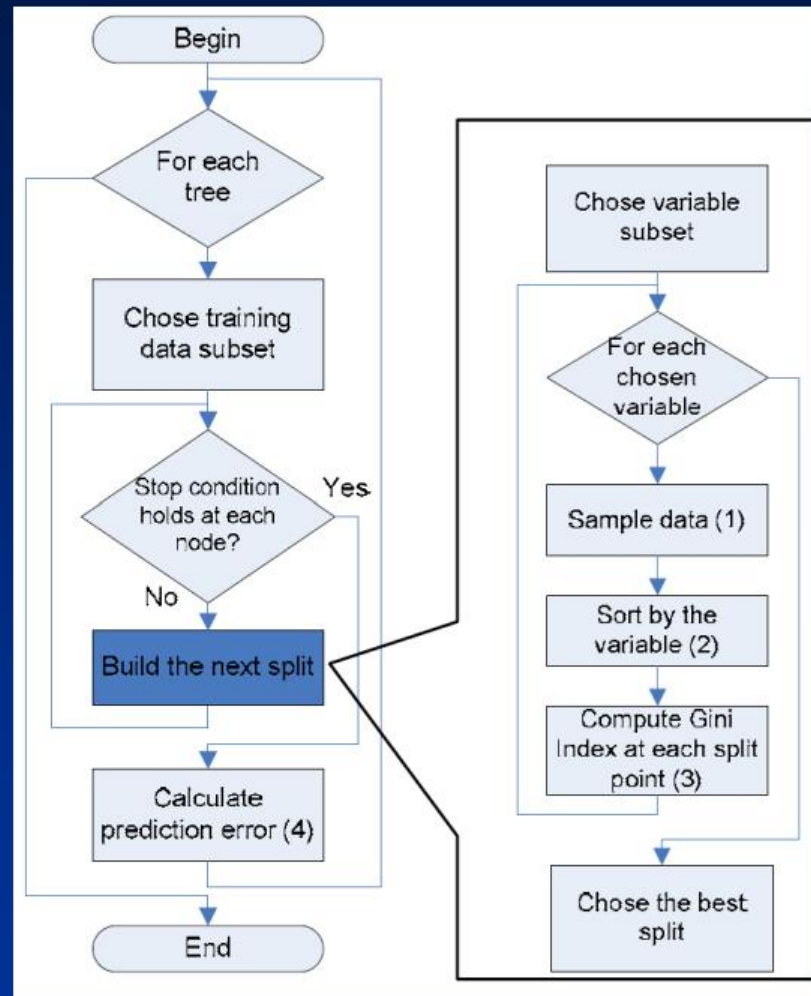 Begin
For each
tree
Chose training
data subset
Stop condition
holds at each
node?
Yes
No
Build the next split
Calculate
prediction error (4)
End
Chose variable
subset
For each
chosen
variable
Sample data (1)
Sort by the
variable (2)
Compute Gini
Index at each split
point (3)
Chose the best
split